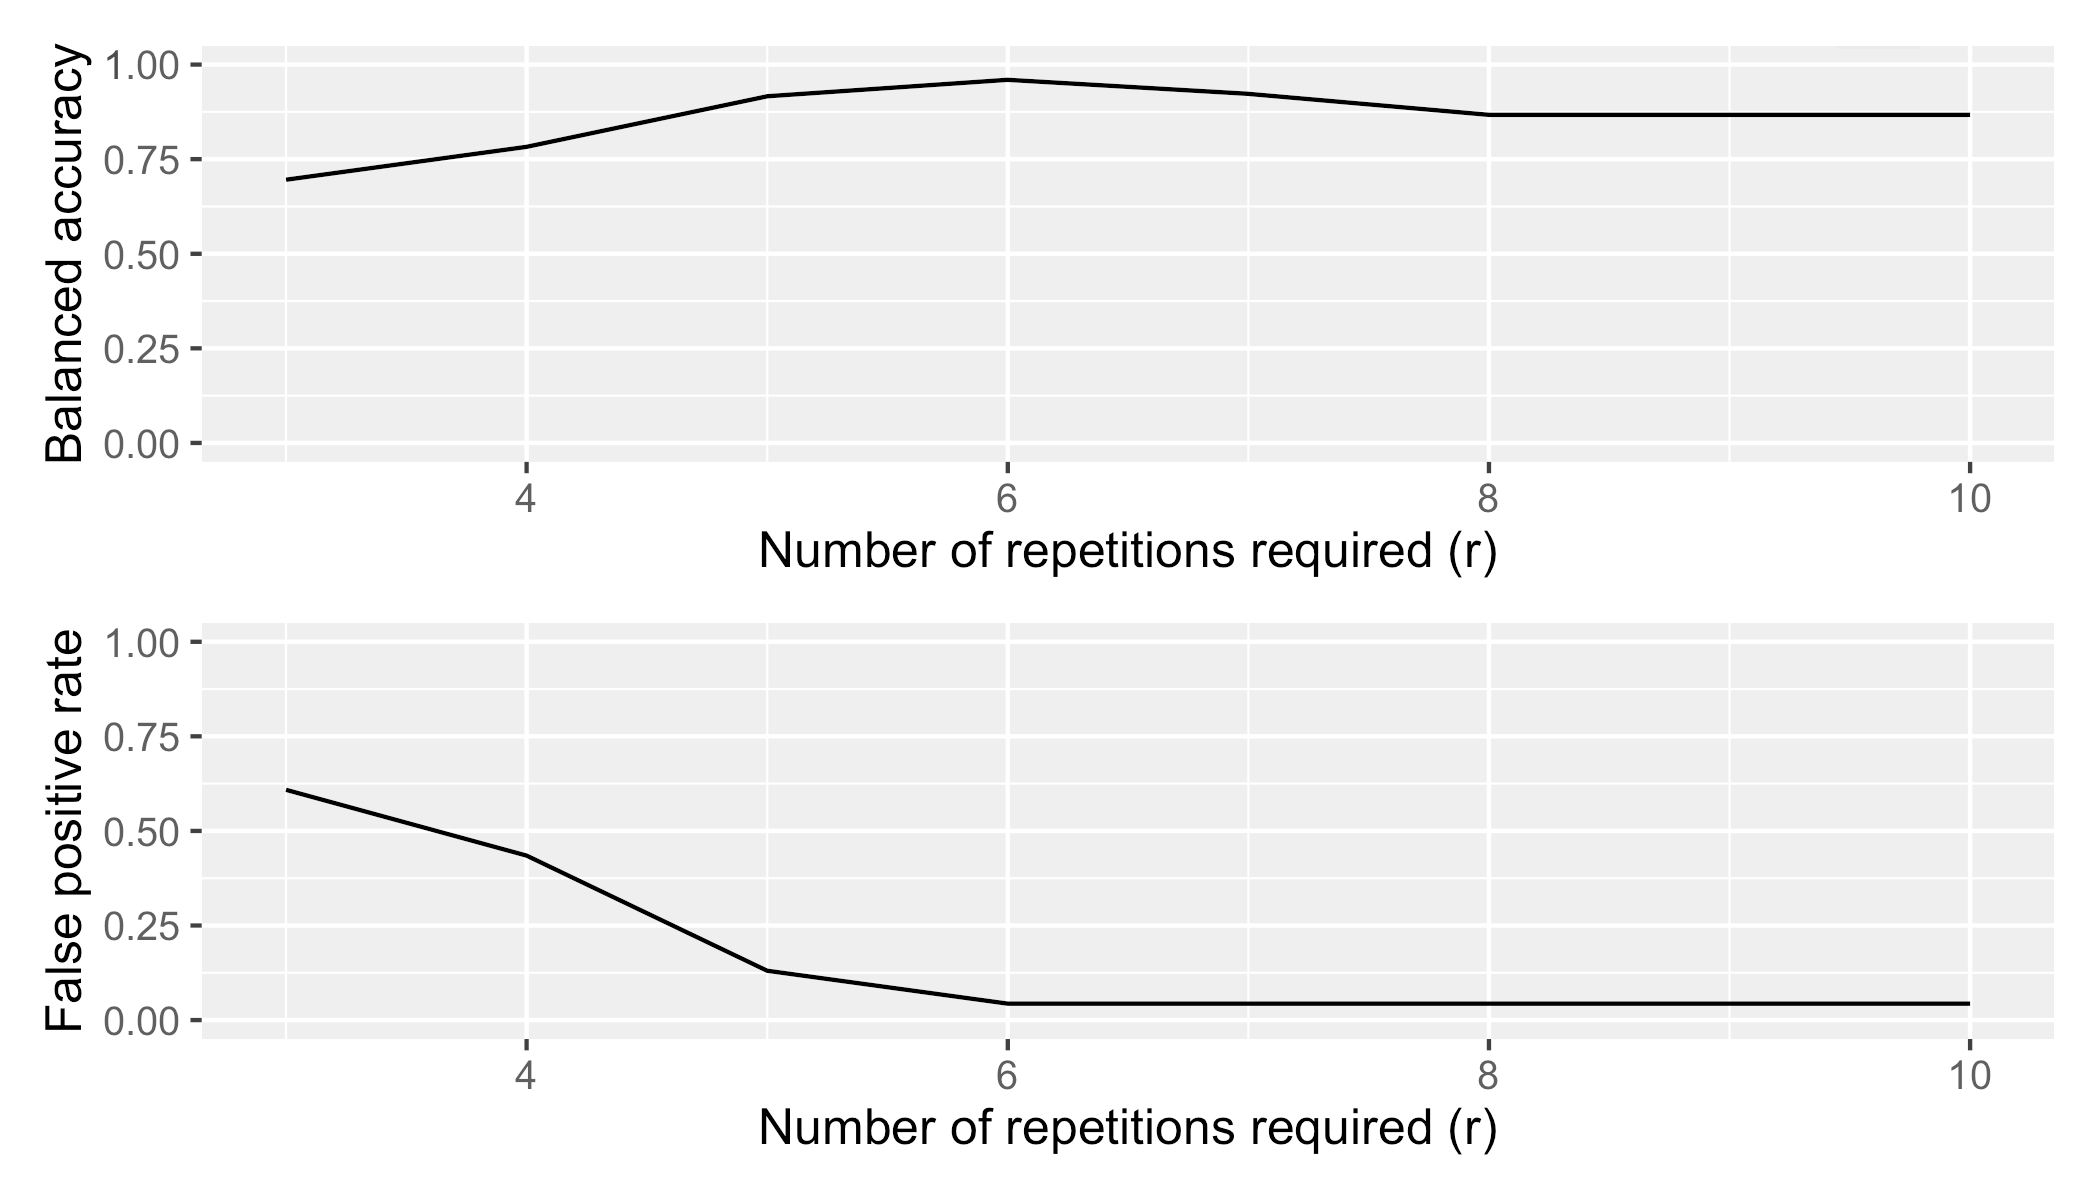 Balanced accuracy
1.00
0.75
0.50
0.25
0.00
4 6 8 10
Number of repetitions required (r)
False positive rate
1.00
0.75
0.50
0.25
0.00
4 6 8 10
Number of repetitions required (r)